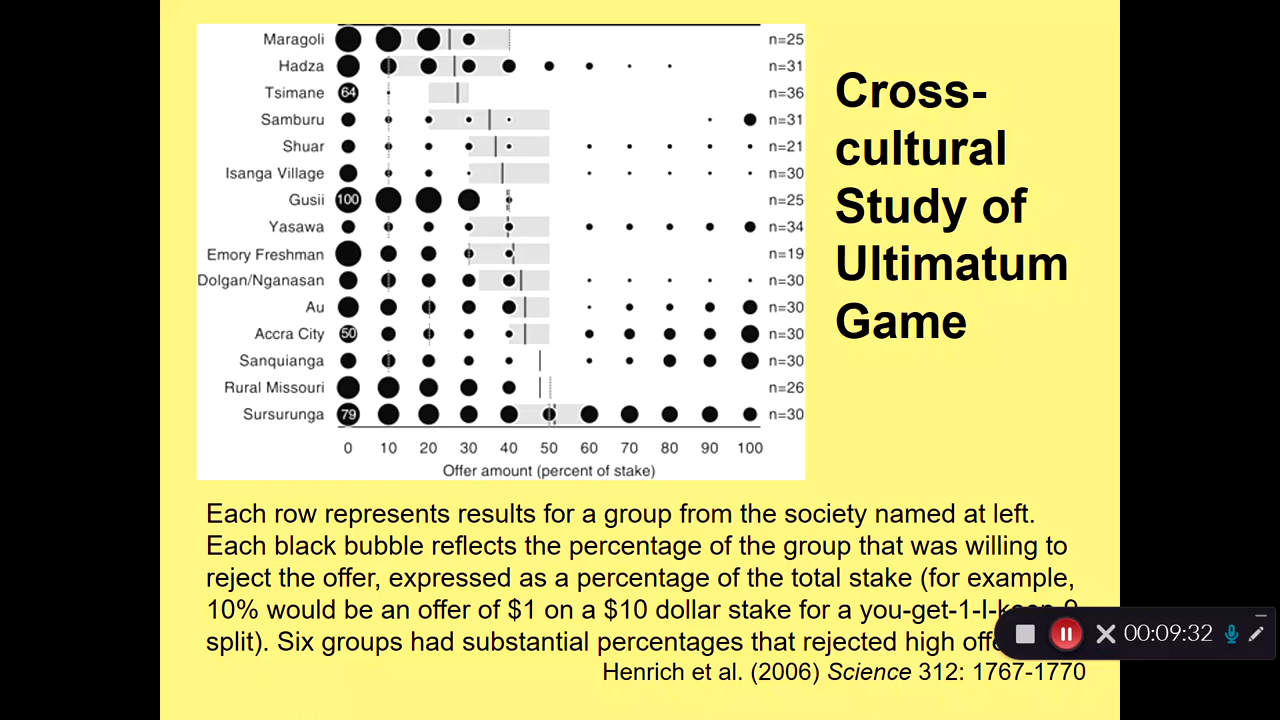 Maragoli n=25
Hadza n=31
Tsimane 64 n=36
Samburu n=31
Shuar n=21
Isanga Village n=30
Gusii 100 n=25
Yasawa n=34
Emory Freshman n=19
Dolgan/Nganasan n=30
Au n=30
Accra City 50 n=30
Sanquianga n=30
Rural Missouri n=26
Sursurunga 79 n=30
0 10 20 30 40 50 60 70 80 90 100
Offer amount (percent of stake)
Cross-
cultural
Study of
Ultimatum
Game
Each row represents results for a group from the society named at left.
Each black bubble reflects the percentage of the group that was willing to
reject the offer, expressed as a percentage of the total stake (for example,
10% would be an offer of $1 on a $10 dollar stake for a you-get-1-I-keep-9
split). Six groups had substantial percentages that rejected high
Henrich et al. (2006) Science 312: 1767-1770
00:09:32